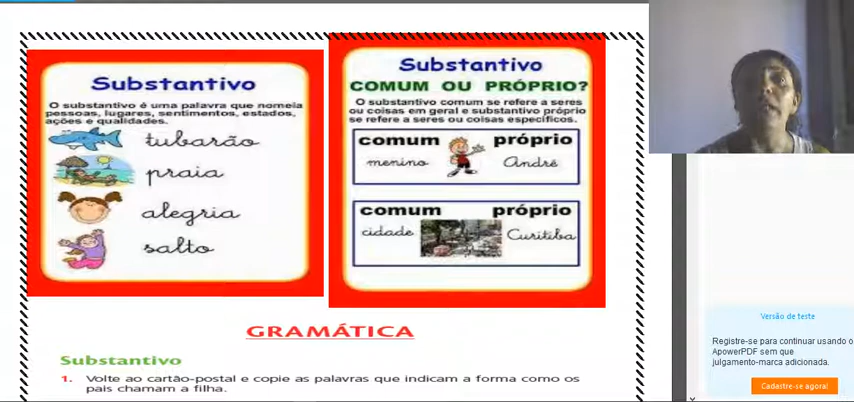 Substantivo
O substantivo é uma palavra que nomeia
pessoas, lugares, sentimentos, estados,
ações e qualidades.
tubarão
praia
alegria
salto
Substantivo
COMUM OU PRÓPRIO?
O substantivo comum se refere a seres
ou coisas em geral e substantivo próprio
se refere a seres ou coisas específicos.
comum próprio
menino André
comum próprio
cidade Curitiba
GRAMÁTICA
Substantivo
1. Volte ao cartão-postal e copie as palavras que indicam a forma como os
pais chamam a filha.
Versão de teste
Registre-se para continuar usando o
ApowerPDF sem que
julgamento-marca adicionada.
Cadastre-se agora!